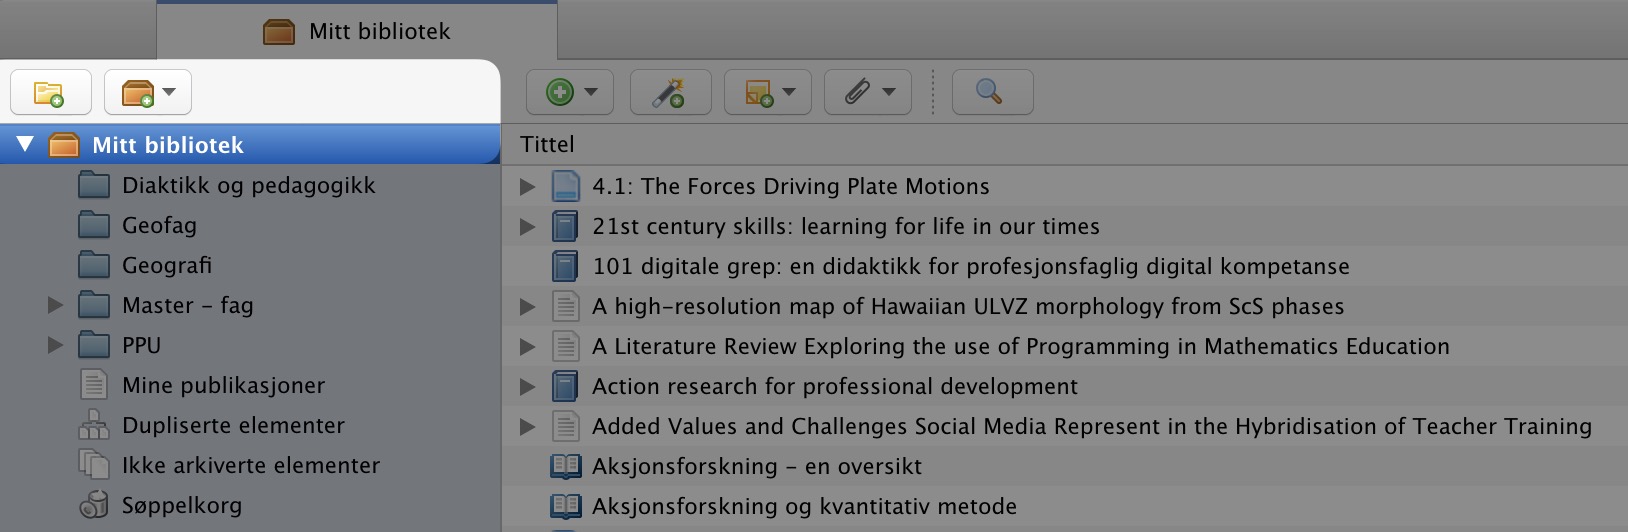 Mitt bibliotek
Mitt bibliotek
Diaktikk og pedagogikk
Geofag
Geografi
Master – fag
PPU
Mine publikasjoner
Dupliserte elementer
Ikke arkiverte elementer
Søppelkorg
Tittel
4.1: The Forces Driving Plate Motions
21st century skills: learning for life in our times
101 digitale grep: en didaktikk for profesjonsfaglig digital kompetanse
A high-resolution map of Hawaiian ULVZ morphology from ScS phases
A Literature Review Exploring the use of Programming in Mathematics Education
Action research for professional development
Added Values and Challenges Social Media Represent in the Hybridisation of Teacher Training
Aksjonsforskning – en oversikt
Aksjonsforskning og kvantitativ metode